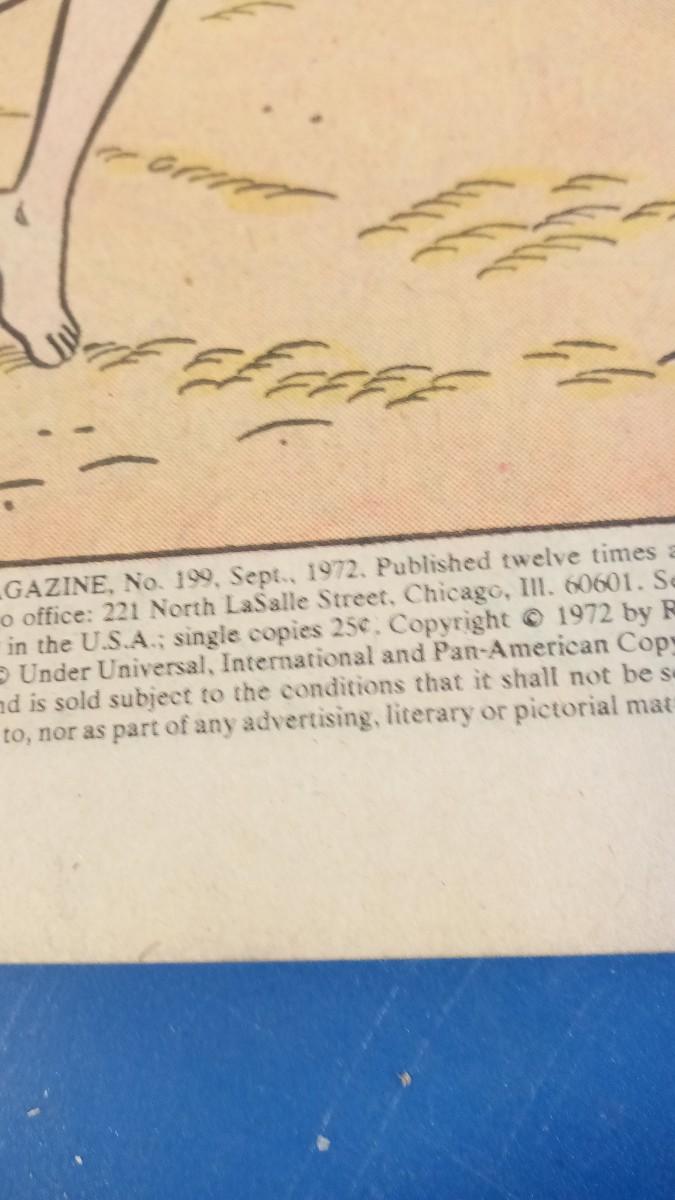 GAZINE, No. 199, Sept., 1972. Published twelve times a
o office: 221 North LaSalle Street, Chicago, Ill. 60601. Se
in the U.S.A.; single copies 25¢. Copyright © 1972 by R
© Under Universal, International and Pan-American Copy
nd is sold subject to the conditions that it shall not be s
to, nor as part of any advertising, literary or pictorial mat